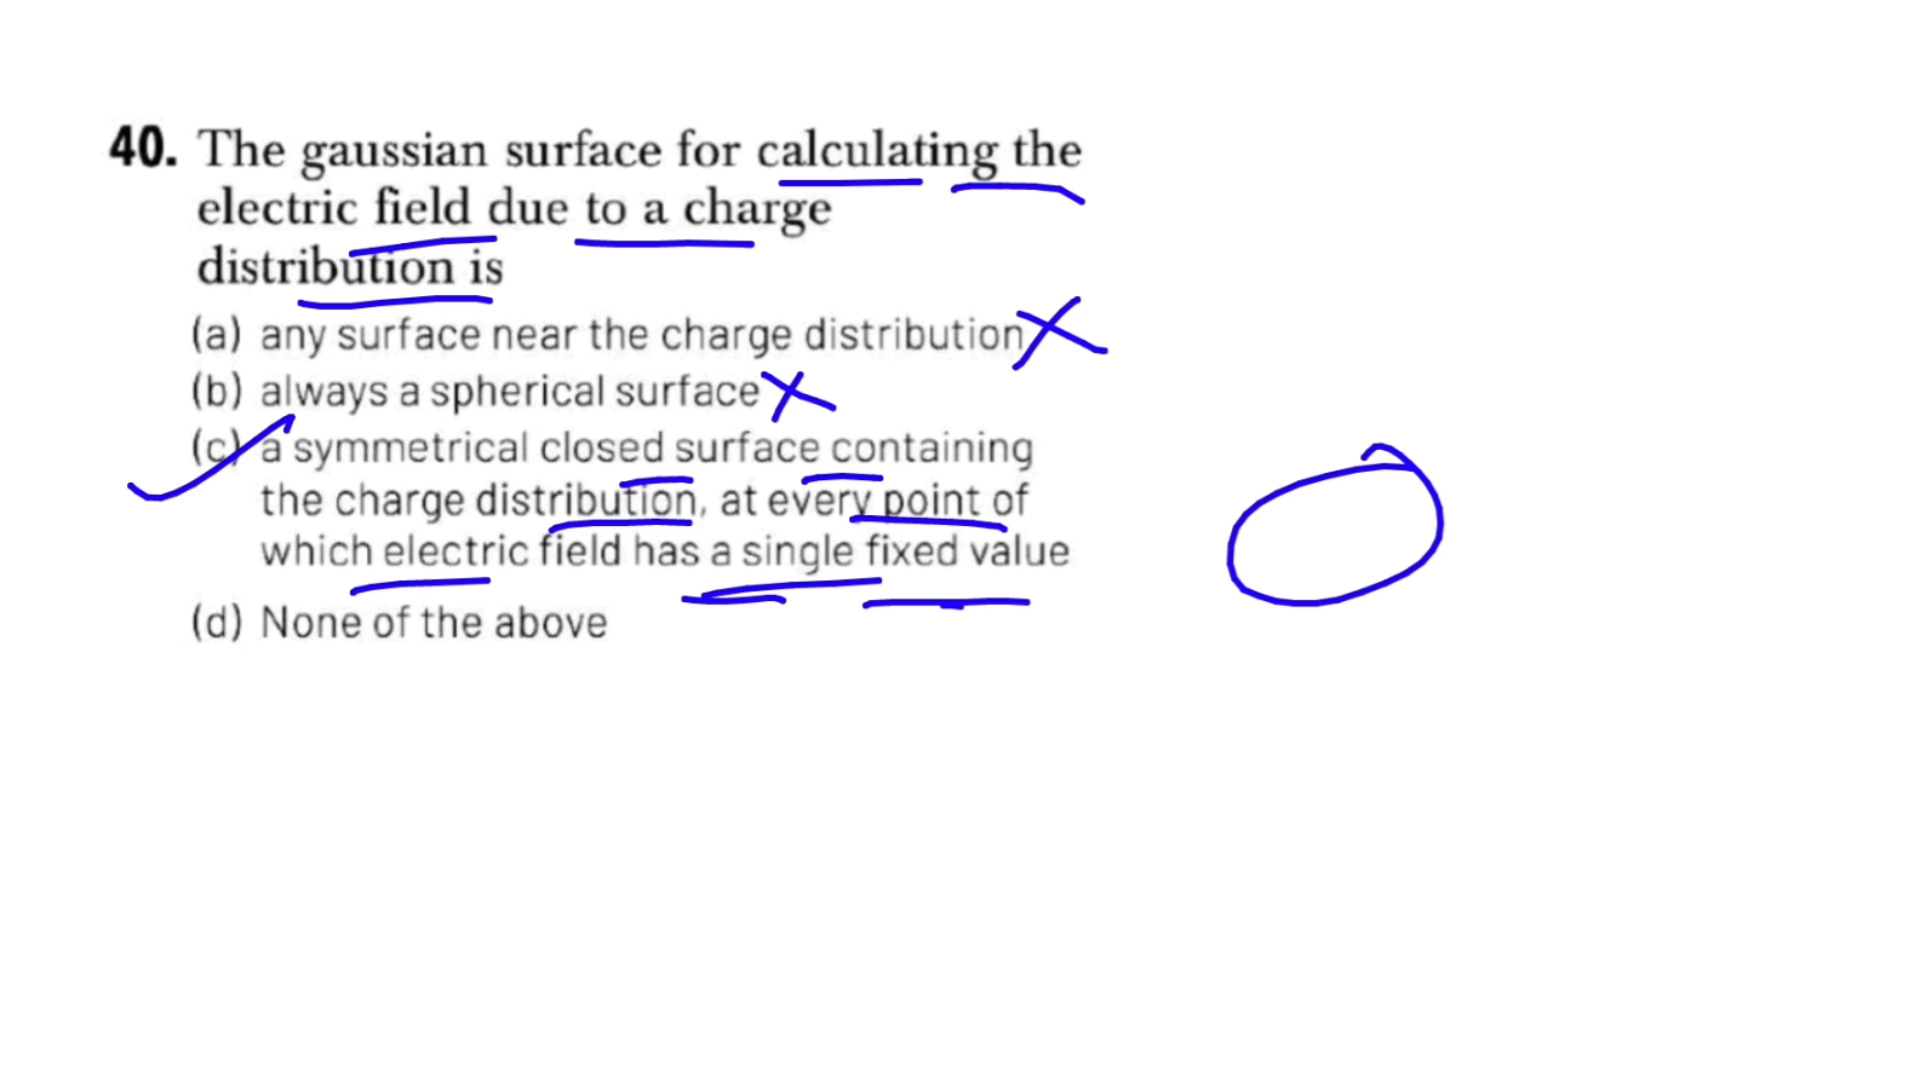 40. The gaussian surface for calculating the
electric field due to a charge
distribution is
(a) any surface near the charge distribution
(b) always a spherical surface
(c) a symmetrical closed surface containing
the charge distribution, at every point of
which electric field has a single fixed value
(d) None of the above